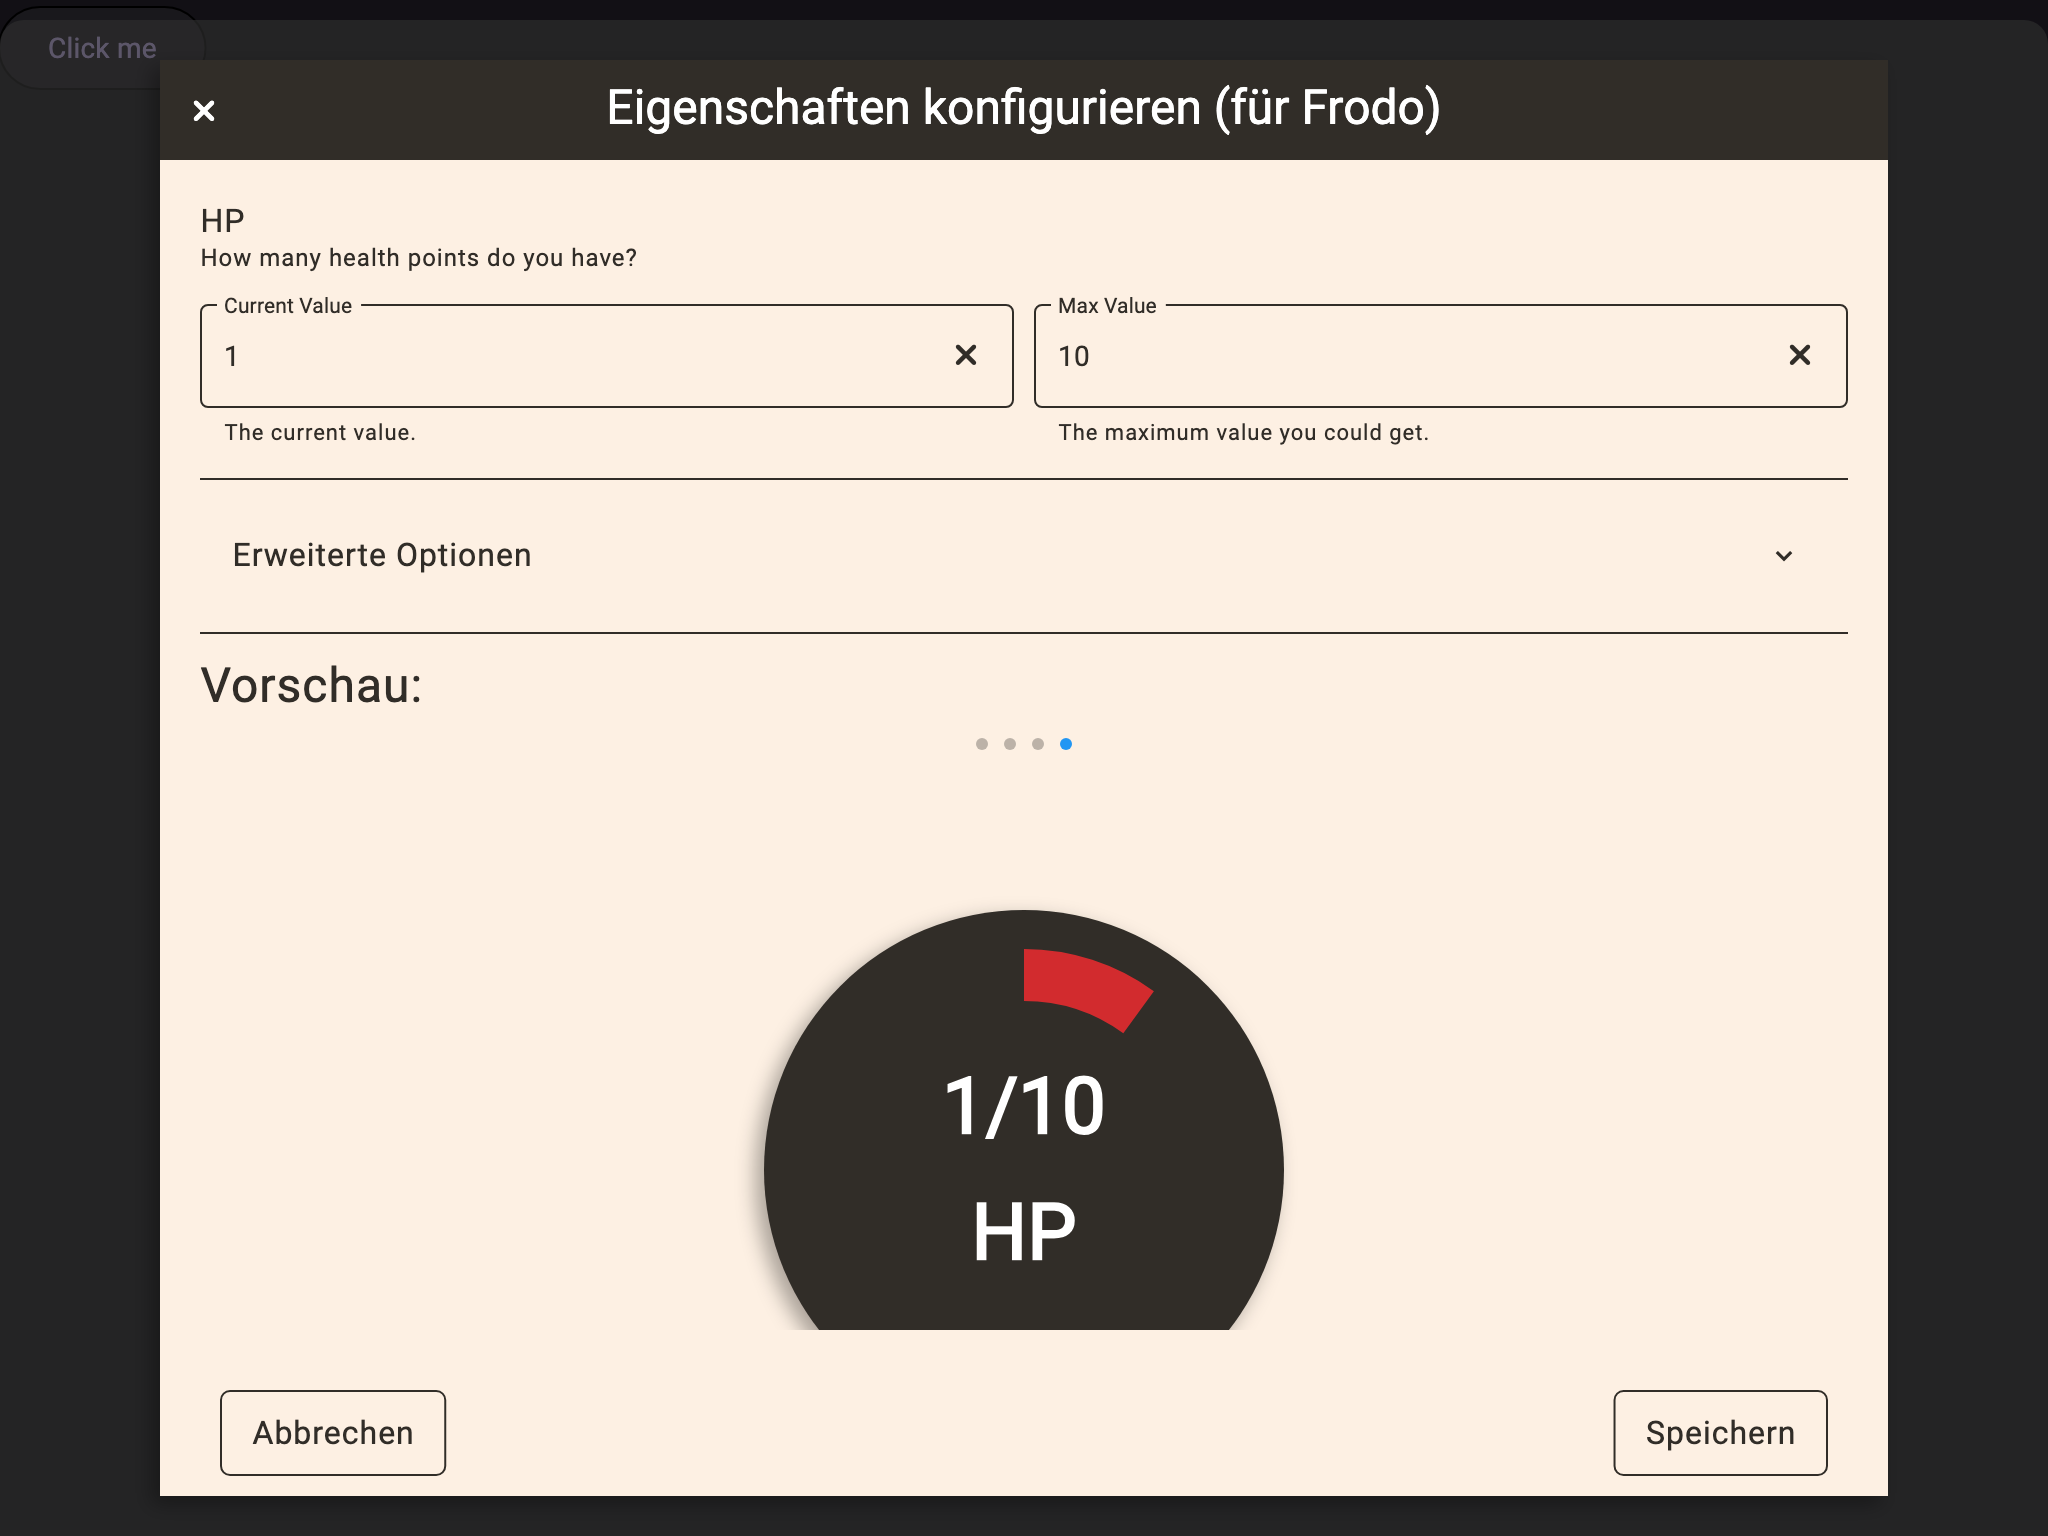 Click me
Eigenschaften konfigurieren (für Frodo)
HP
How many health points do you have?
Current Value
1
The current value.
Max Value
10
The maximum value you could get.
Erweiterte Optionen
Vorschau:
1/10
HP
Abbrechen
Speichern